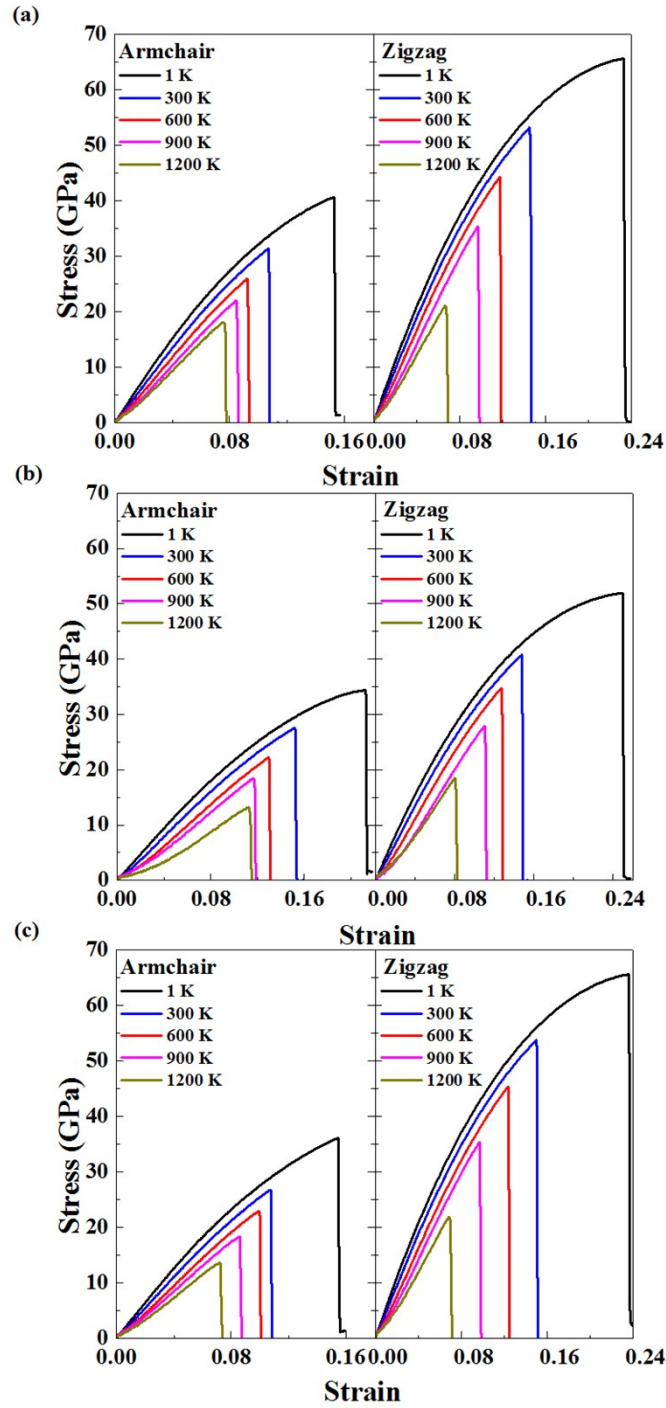 (a)
Armchair
1 K
300 K
600 K
900 K
1200 K
Zigzag
1 K
300 K
600 K
900 K
1200 K
Stress (GPa)
70
60
50
40
30
20
10
0
0.00
0.08
0.16
0.00
0.08
0.16
0.24
Strain
(b)
Armchair
1 K
300 K
600 K
900 K
1200 K
Zigzag
1 K
300 K
600 K
900 K
1200 K
Stress (GPa)
70
60
50
40
30
20
10
0
0.00
0.08
0.16
0.00
0.08
0.16
0.24
Strain
(c)
Armchair
1 K
300 K
600 K
900 K
1200 K
Zigzag
1 K
300 K
600 K
900 K
1200 K
Stress (GPa)
70
60
50
40
30
20
10
0
0.00
0.08
0.16
0.00
0.08
0.16
0.24
Strain